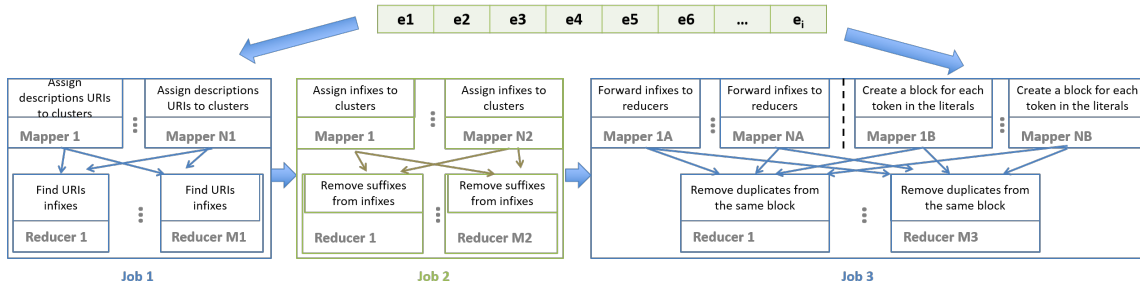 e1 e2 e3 e4 e5 e6 ... ei
Assign
descriptions URIs
to clusters
Mapper 1
Assign descriptions
URIs to clusters
Mapper N1
Find URIs
infixes
Reducer 1
Find URIs
infixes
Reducer M1
Job 1
Assign infixes to
clusters
Mapper 1
Assign infixes to
clusters
Mapper N2
Remove suffixes
from infixes
Reducer 1
Remove suffixes
from infixes
Reducer M2
Job 2
Forward infixes to
reducers
Mapper 1A
Forward infixes to
reducers
Mapper NA
Create a block for each
token in the literals
Mapper 1B
Create a block for each
token in the literals
Mapper NB
Remove duplicates from
the same block
Reducer 1
Remove duplicates from
the same block
Reducer M3
Job 3